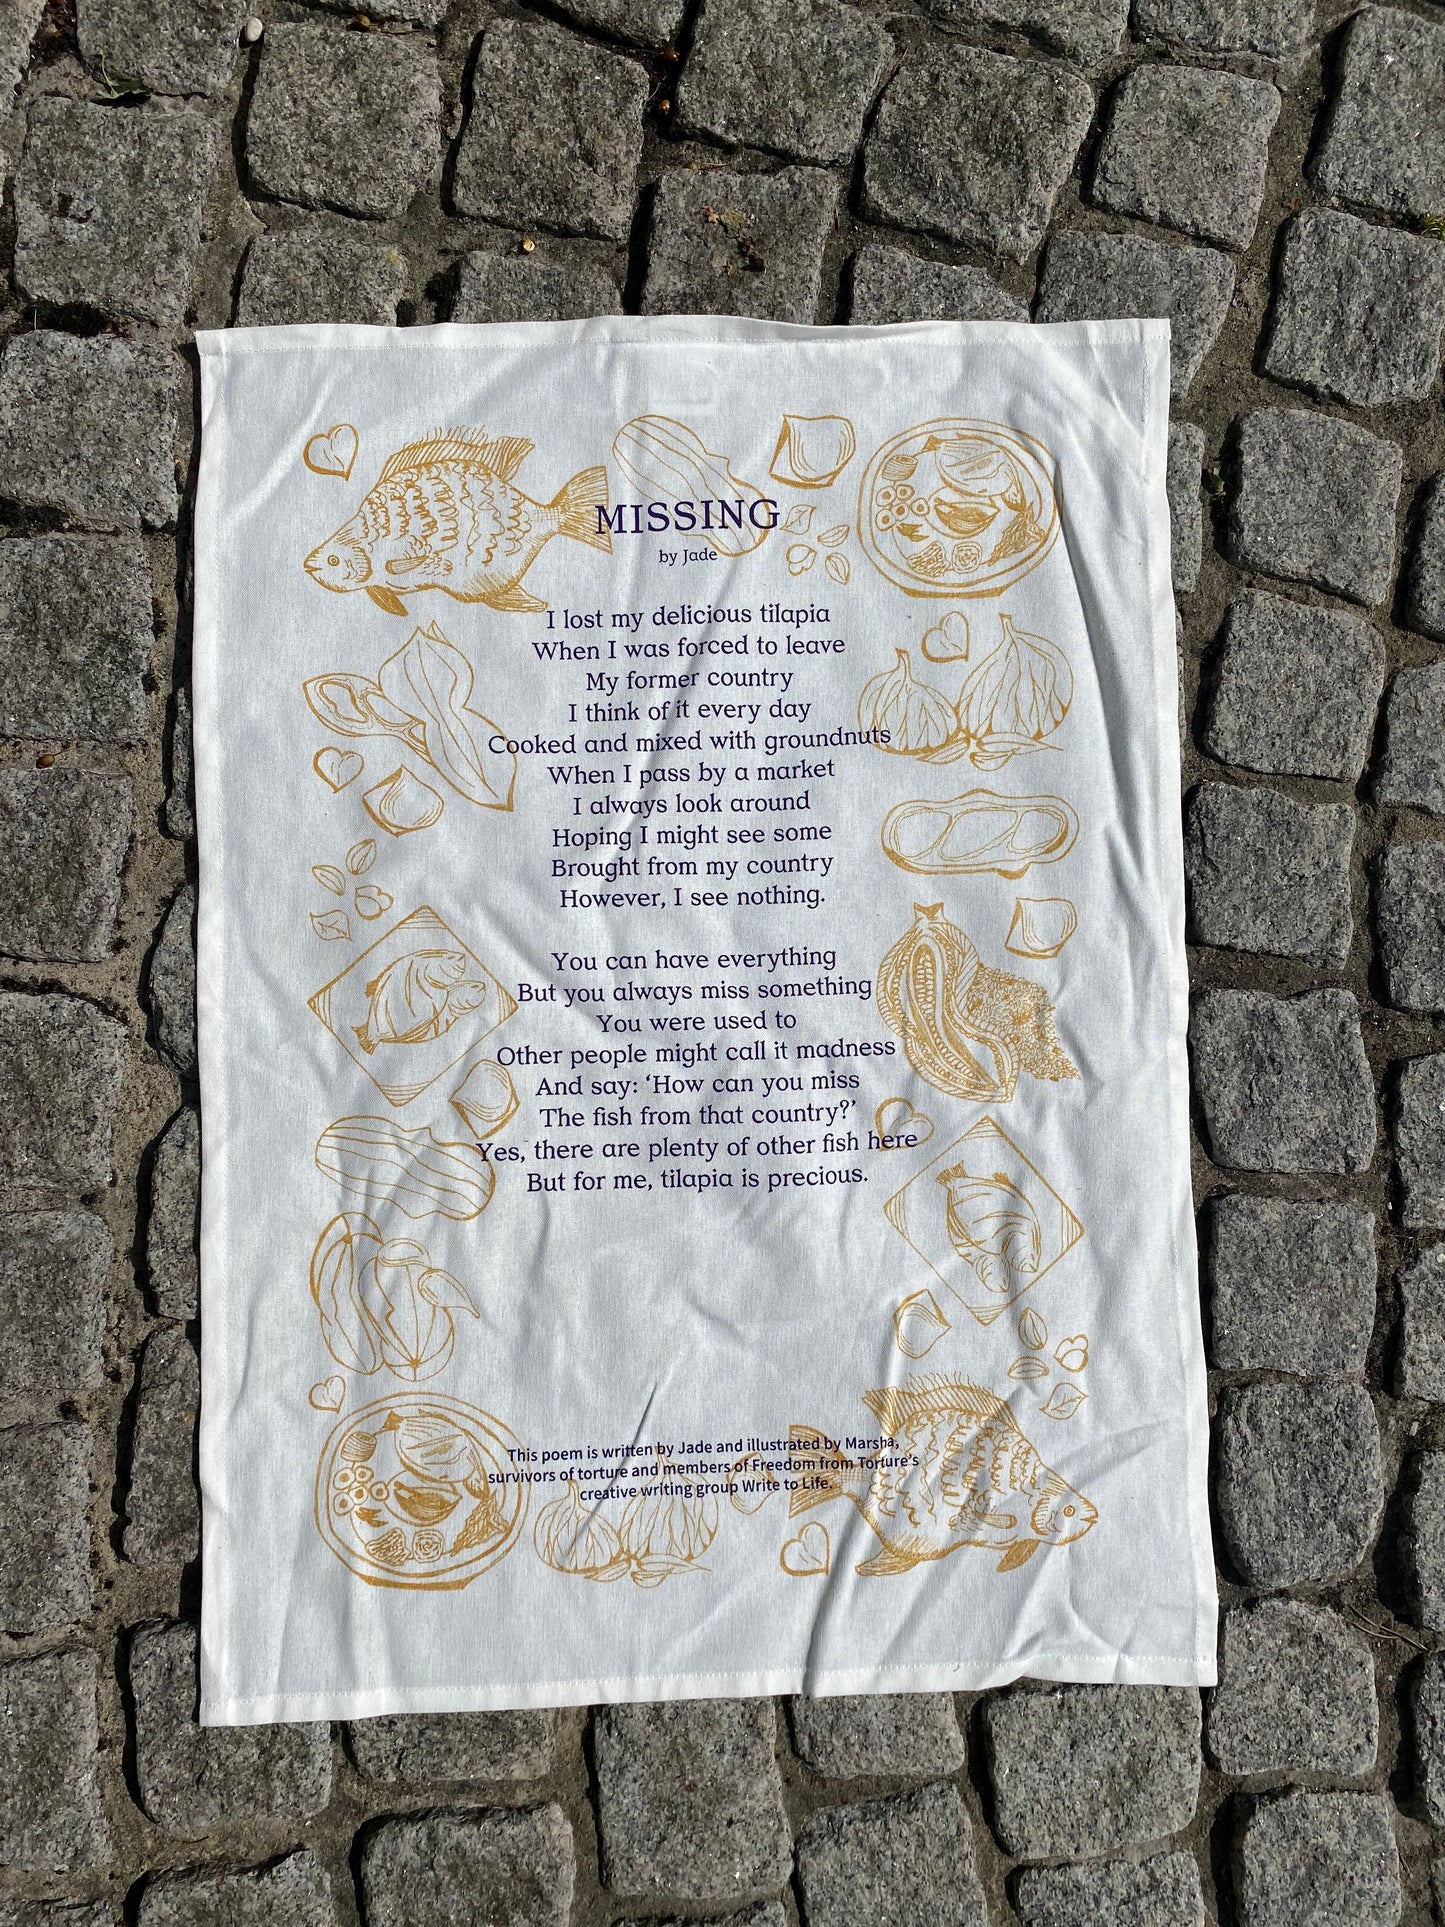 MISSING
by Jade
I lost my delicious tilapia
When I was forced to leave
My former country
I think of it every day
Cooked and mixed with groundnuts
When I pass by a market
I always look around
Hoping I might see some
Brought from my country
However, I see nothing.
You can have everything
But you always miss something
You were used to
Other people might call it madness
And say: ‘How can you miss
The fish from that country?’
Yes, there are plenty of other fish here
But for me, tilapia is precious.
This poem is written by Jade and illustrated by Marsha,
survivors of torture and members of Freedom from Torture’s
creative writing group Write to Life.